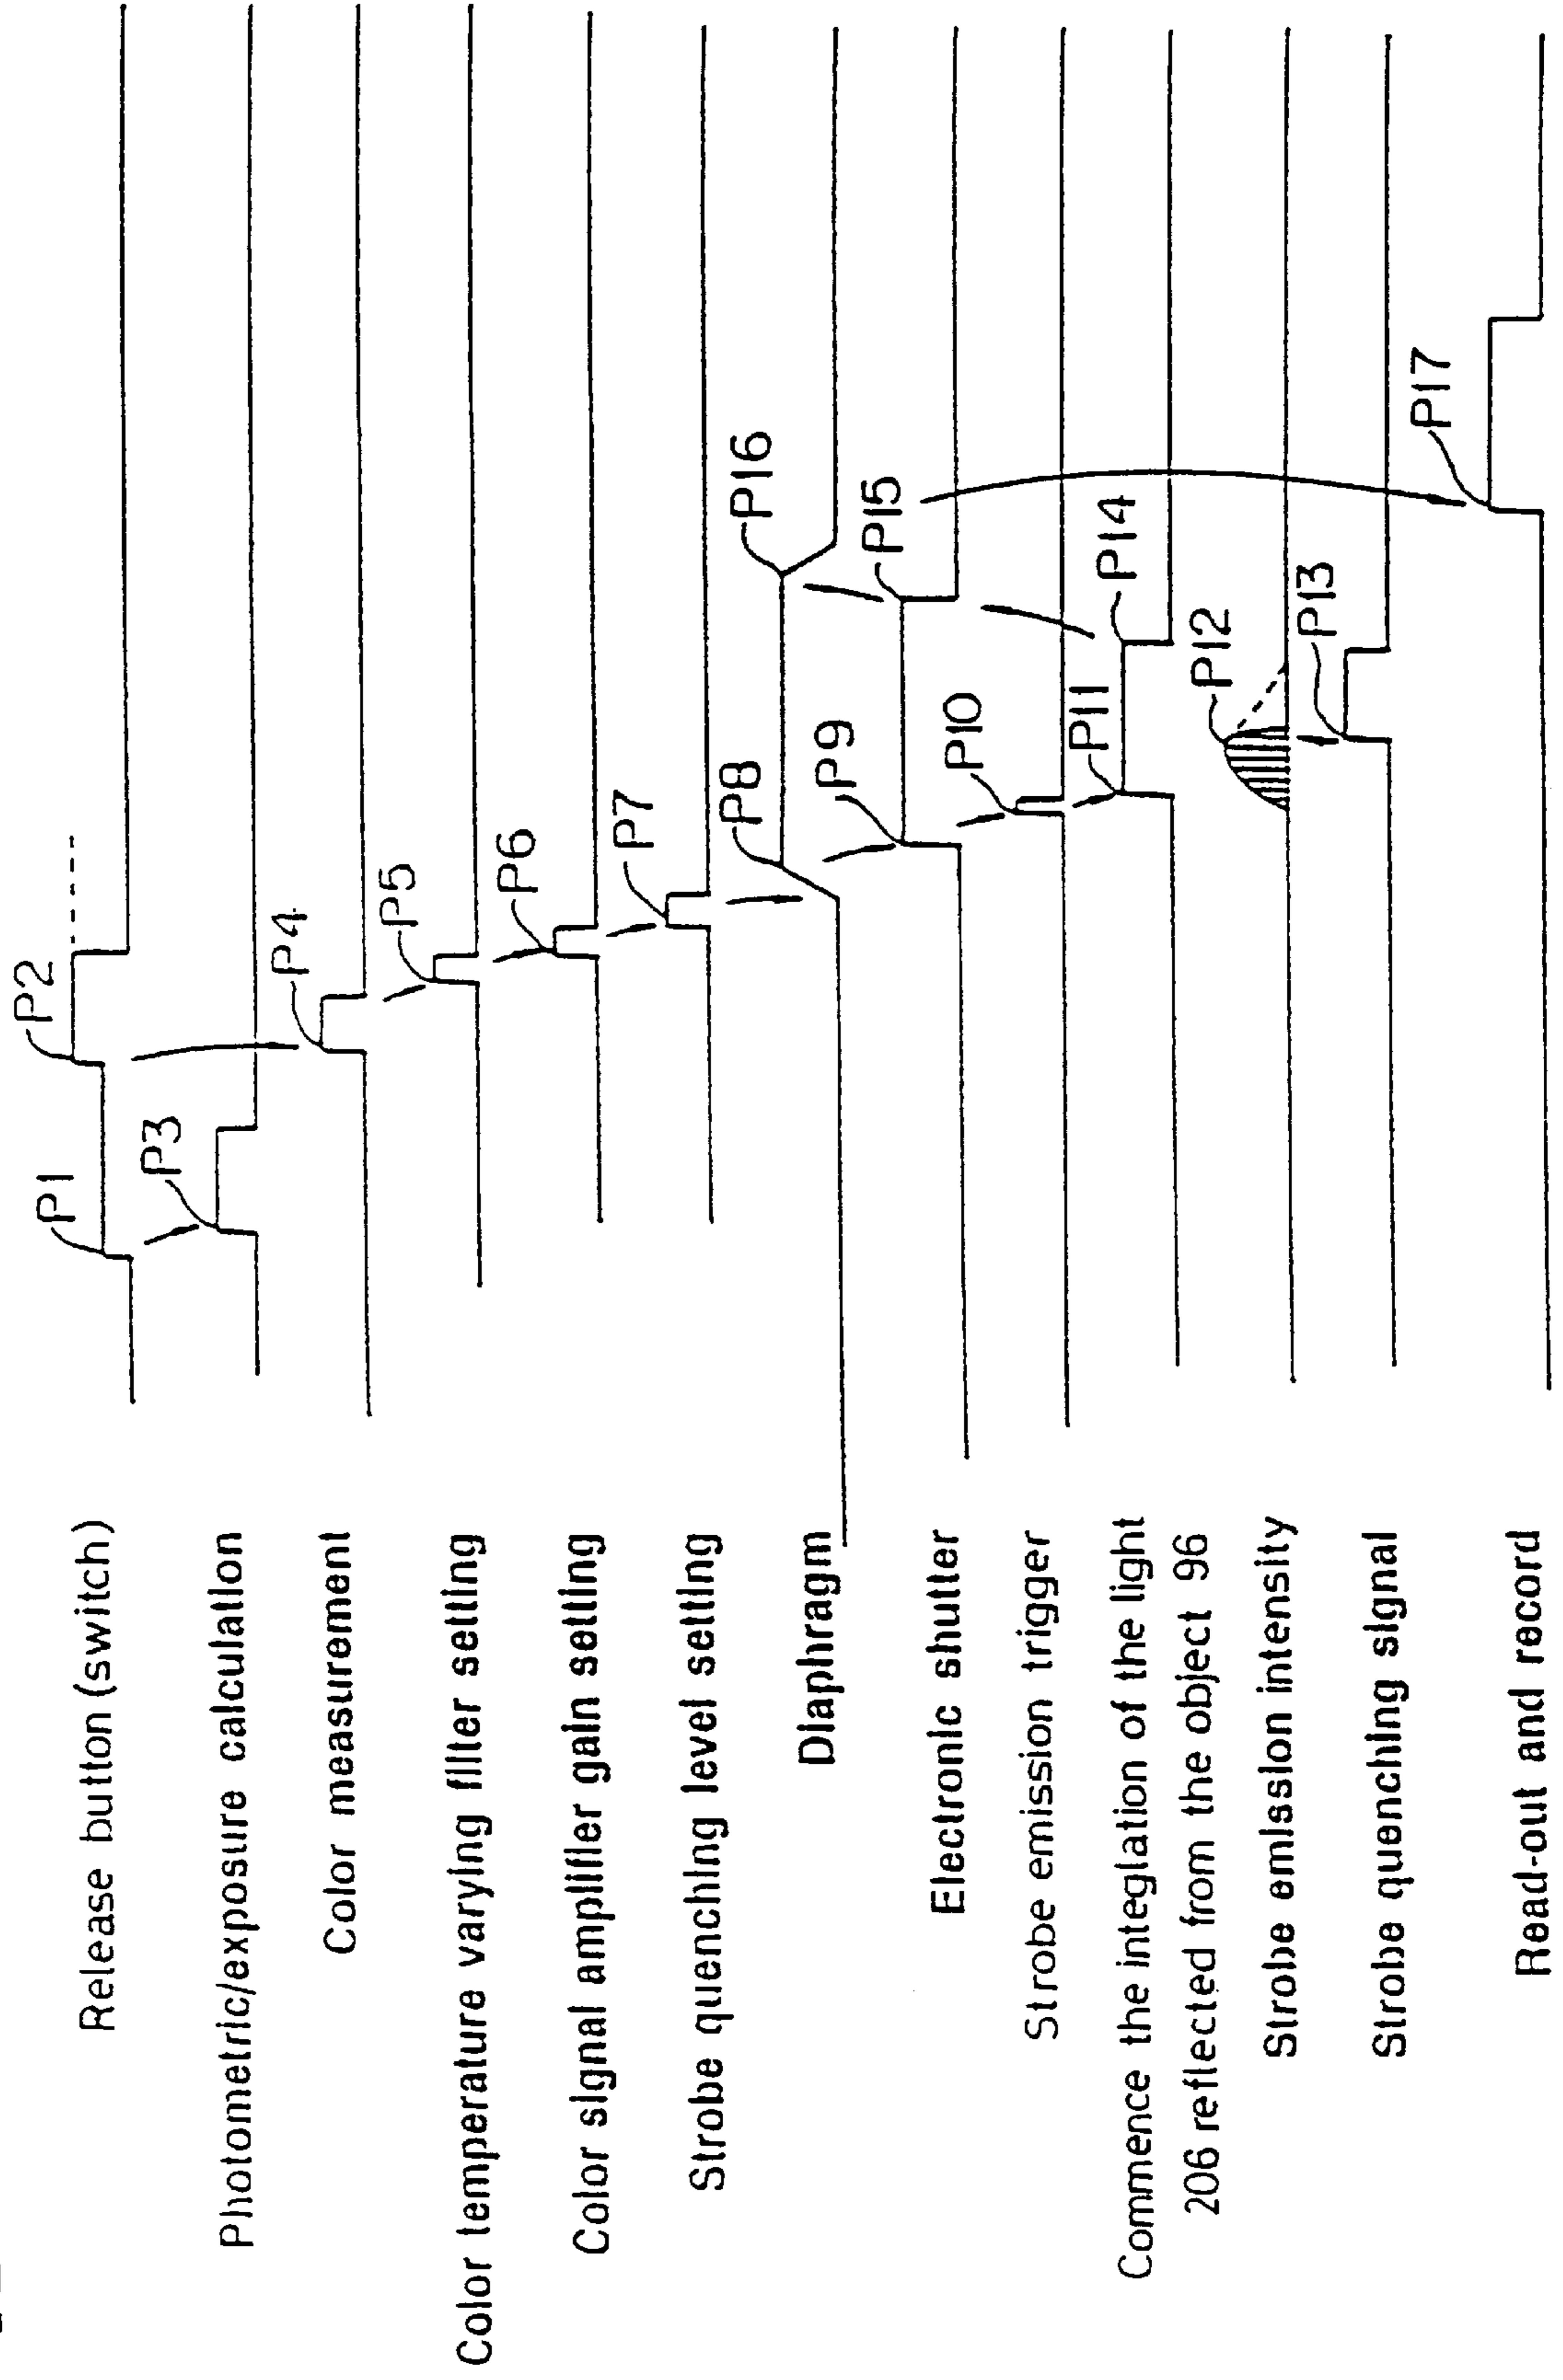 Release button (switch)
P1
P2
Photometric/exposure calculation
P3
Color measurement
P4
Color temperature varying filter setting
P5
Color signal amplifier gain setting
P6
Strobe quenching level setting
P7
Diaphragm
P8
P16
Electronic shutter
P9
P15
Strobe emission trigger
P10
Commence the integlation of the light
206 reflected from the object 96
P11
P14
Strobe emission intensity
P12
Strobe quenching signal
P13
Read-out and record
P17